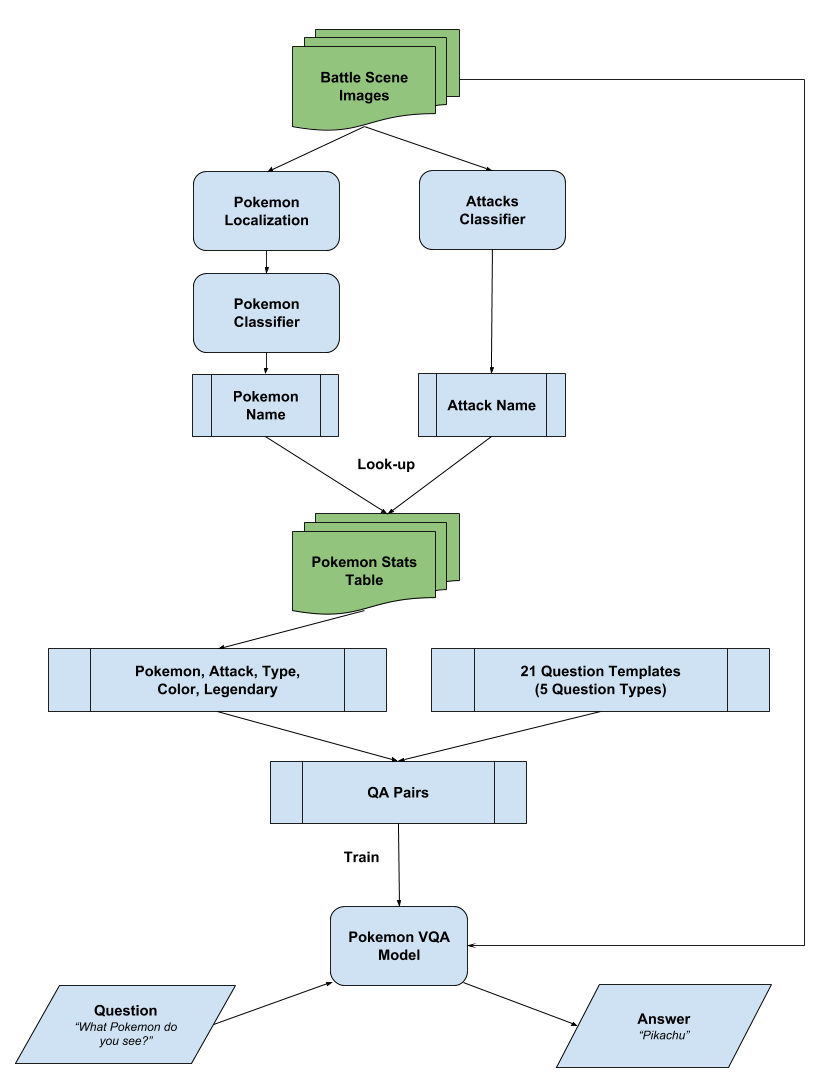 Battle Scene
Images
Pokemon
Localization
Attacks
Classifier
Pokemon
Classifier
Pokemon
Name
Attack Name
Look-up
Pokemon Stats
Table
Pokemon, Attack, Type,
Color, Legendary
21 Question Templates
(5 Question Types)
QA Pairs
Train
Pokemon VQA
Model
Question
“What Pokemon do
you see?”
Answer
“Pikachu”